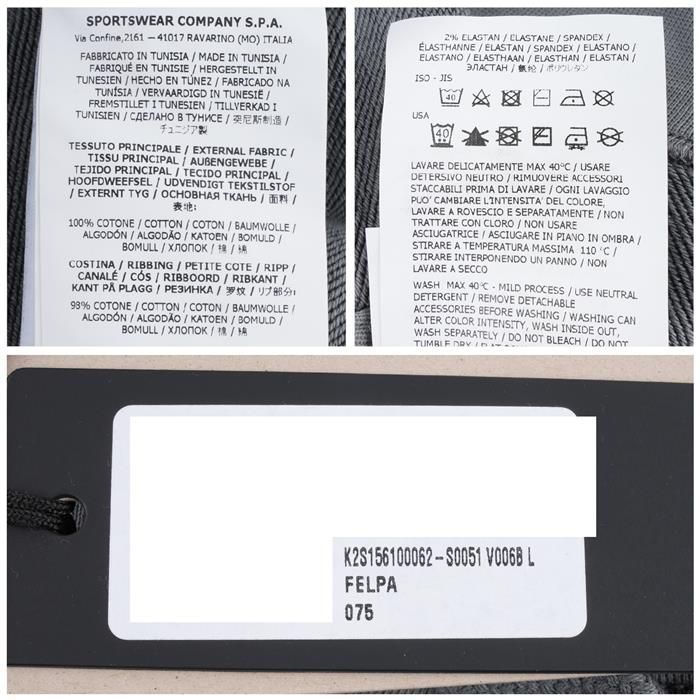 SPORTSWEAR COMPANY S.P.A.
Via Confine,2161 – 41017 RAVARINO (MO) ITALIA
FABBRICATO IN TUNISIA / MADE IN TUNISIA /
FABRIQUÉ EN TUNISIE / HERGESTELLT IN
TUNESIEN / HECHO EN TÚNEZ / FABRICADO NA
TUNÍSIA / VERVAARDIGD IN TUNESIË /
FREMSTILLET I TUNESIEN / TILLVERKAD I
TUNISIEN / СДЕЛАНО В ТУНИСЕ / 突尼斯制造 /
チュニジア製
TESSUTO PRINCIPALE / EXTERNAL FABRIC /
TISSU PRINCIPAL / AUßENGEWEBE /
TEJIDO PRINCIPAL / TECIDO PRINCIPAL /
HOOFDWEEFSEL / UDVENDIGT TEKSTILSTOF
/ EXTERNT TYG / ОСНОВНАЯ ТКАНЬ / 面料 /
表地:
100% COTONE / COTTON / COTON / BAUMWOLLE /
ALGODÓN / ALGODÃO / KATOEN / BOMULD /
BOMULL / ХЛОПОК / 棉 / 綿
COSTINA / RIBBING / PETITE COTE / RIPP /
CANALÉ / CÓS / RIBBOORD / RIBKANT /
KANT PÅ PLAGG / РЕЗИНКА / 罗纹 / リブ部分:
98% COTONE / COTTON / COTON / BAUMWOLLE /
ALGODÓN / ALGODÃO / KATOEN / BOMULD /
BOMULL / ХЛОПОК / 棉 / 綿
2% ELASTAN / ELASTANE / SPANDEX /
ÉLASTHANNE / ELASTAN / SPANDEX / ELASTANO /
ELASTANO / ELASTHAAN / ELASTHAN / ELASTAN /
ЭЛАСТАН / 氨纶 / ポリウレタン
ISO - JIS
40
USA
40
LAVARE DELICATAMENTE MAX 40°C / USARE
DETERSIVO NEUTRO / RIMUOVERE ACCESSORI
STACCABILI PRIMA DI LAVARE / OGNI LAVAGGIO
PUO' CAMBIARE L'INTENSITA' DEL COLORE,
LAVARE A ROVESCIO E SEPARATAMENTE / NON
TRATTARE CON CLORO / NON USARE
ASCIUGATRICE / ASCIUGARE IN PIANO IN OMBRA /
STIRARE A TEMPERATURA MASSIMA 110 °C /
STIRARE INTERPONENDO UN PANNO / NON
LAVARE A SECCO
WASH MAX 40°C - MILD PROCESS / USE NEUTRAL
DETERGENT / REMOVE DETACHABLE
ACCESSORIES BEFORE WASHING / WASHING CAN
ALTER COLOR INTENSITY, WASH INSIDE OUT,
WASH SEPARATELY / DO NOT BLEACH / DO NOT
TUMBLE DRY /
K2S156100062-S0051 V006B L
FELPA
075